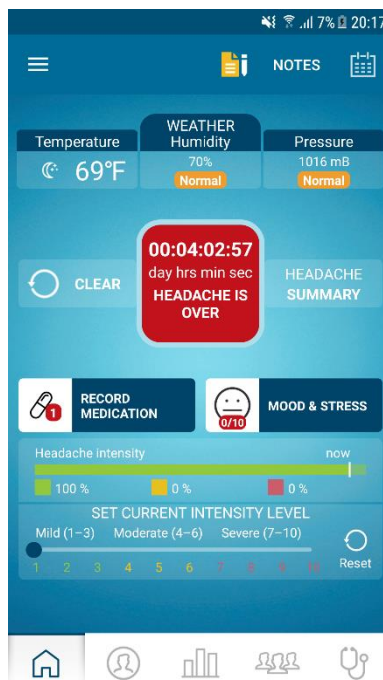 7% 20:17
NOTES
WEATHER
Temperature Humidity Pressure
69°F 70% 1016 mB
Normal Normal
00:04:02:57
day hrs min sec
HEADACHE IS
OVER
CLEAR
HEADACHE
SUMMARY
1
RECORD
MEDICATION
0/10
MOOD & STRESS
Headache intensity now
100 % 0 % 0 %
SET CURRENT INTENSITY LEVEL
Mild (1-3) Moderate (4-6) Severe (7-10)
1 2 3 4 5 6 7 8 9 10
Reset